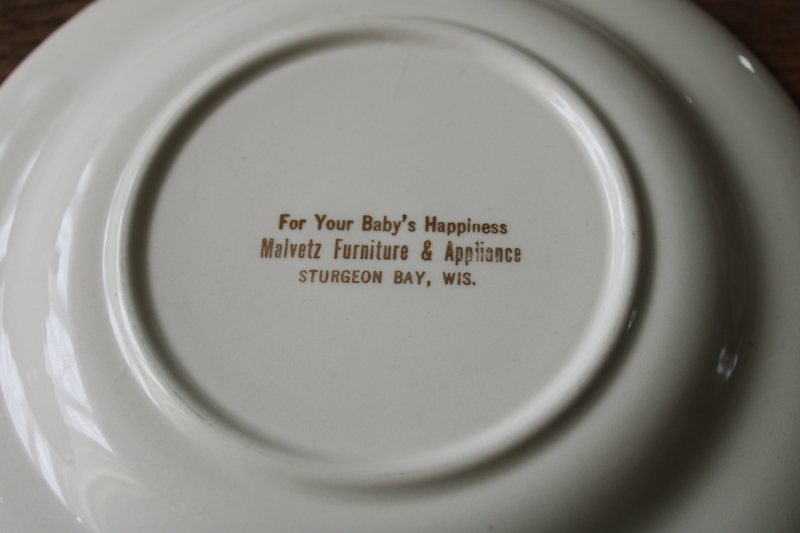 For Your Baby's Happiness
Malvetz Furniture & Appliance
STURGEON BAY, WIS.